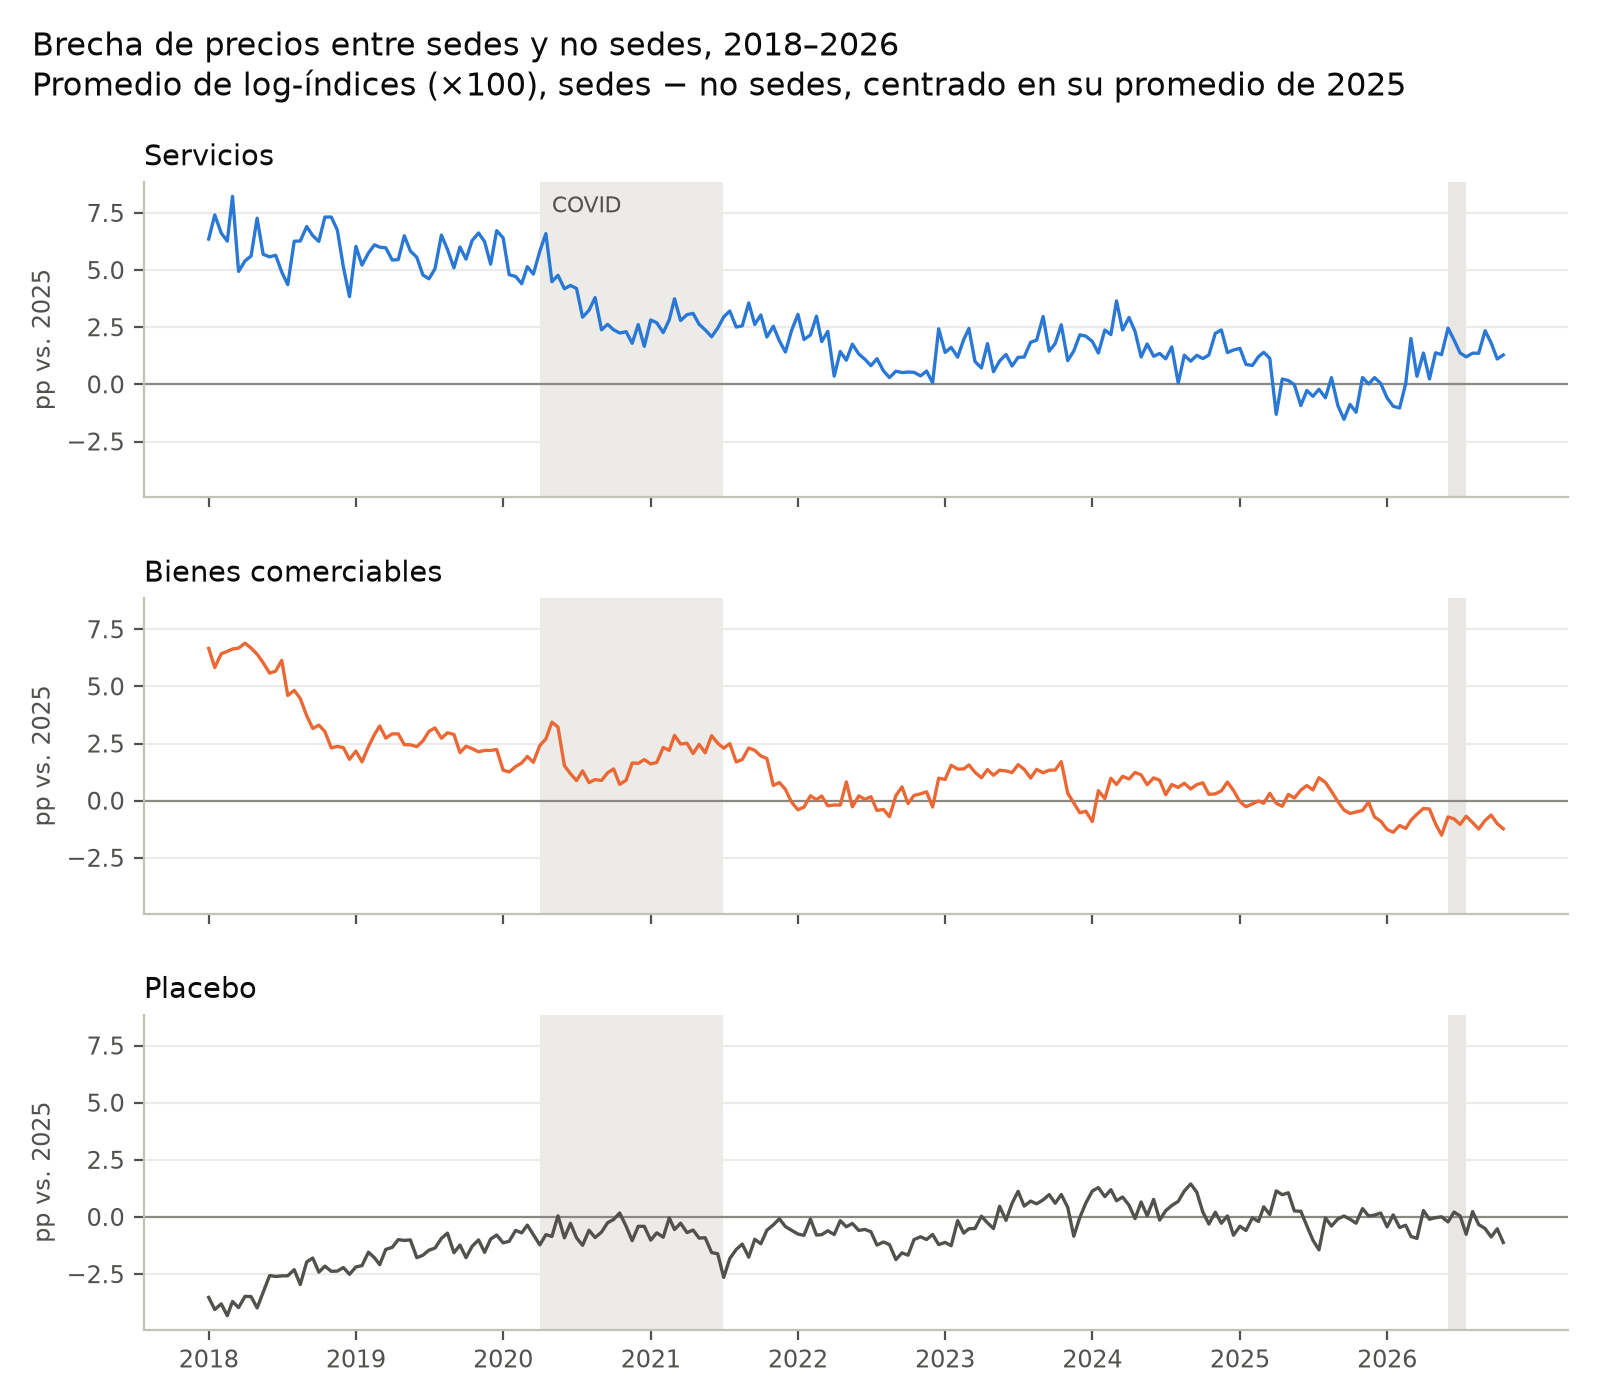 Brecha de precios entre sedes y no sedes, 2018–2026
Promedio de log-índices (×100), sedes − no sedes, centrado en su promedio de 2025
Servicios
COVID
7.5
5.0
2.5
0.0
−2.5
pp vs. 2025
Bienes comerciables
7.5
5.0
2.5
0.0
−2.5
pp vs. 2025
Placebo
7.5
5.0
2.5
0.0
−2.5
pp vs. 2025
2018 2019 2020 2021 2022 2023 2024 2025 2026